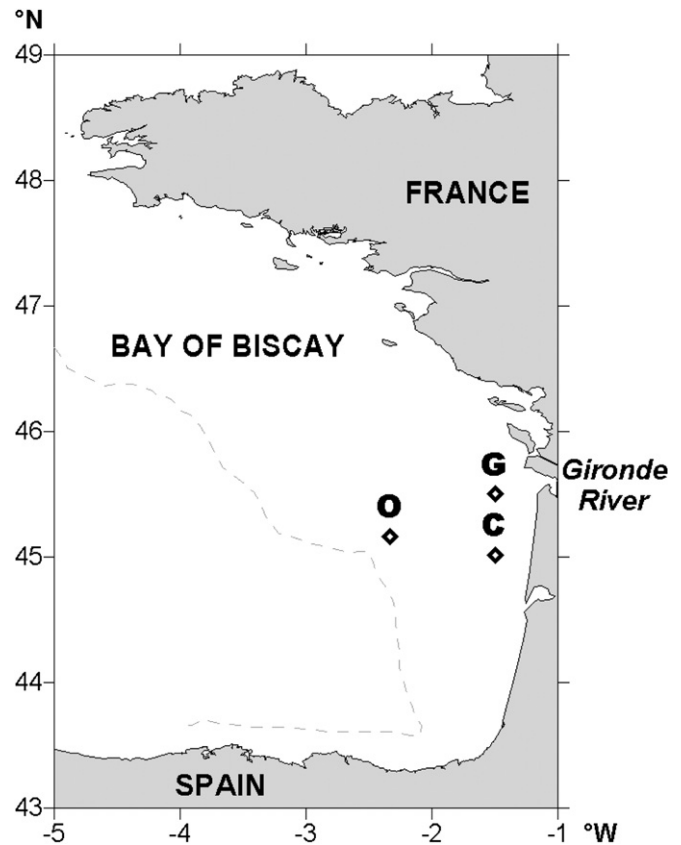 °N
49
48
FRANCE
47
BAY OF BISCAY
46
G
Gironde
River
O
C
45
44
SPAIN
43
-5 -4 -3 -2 -1 °W